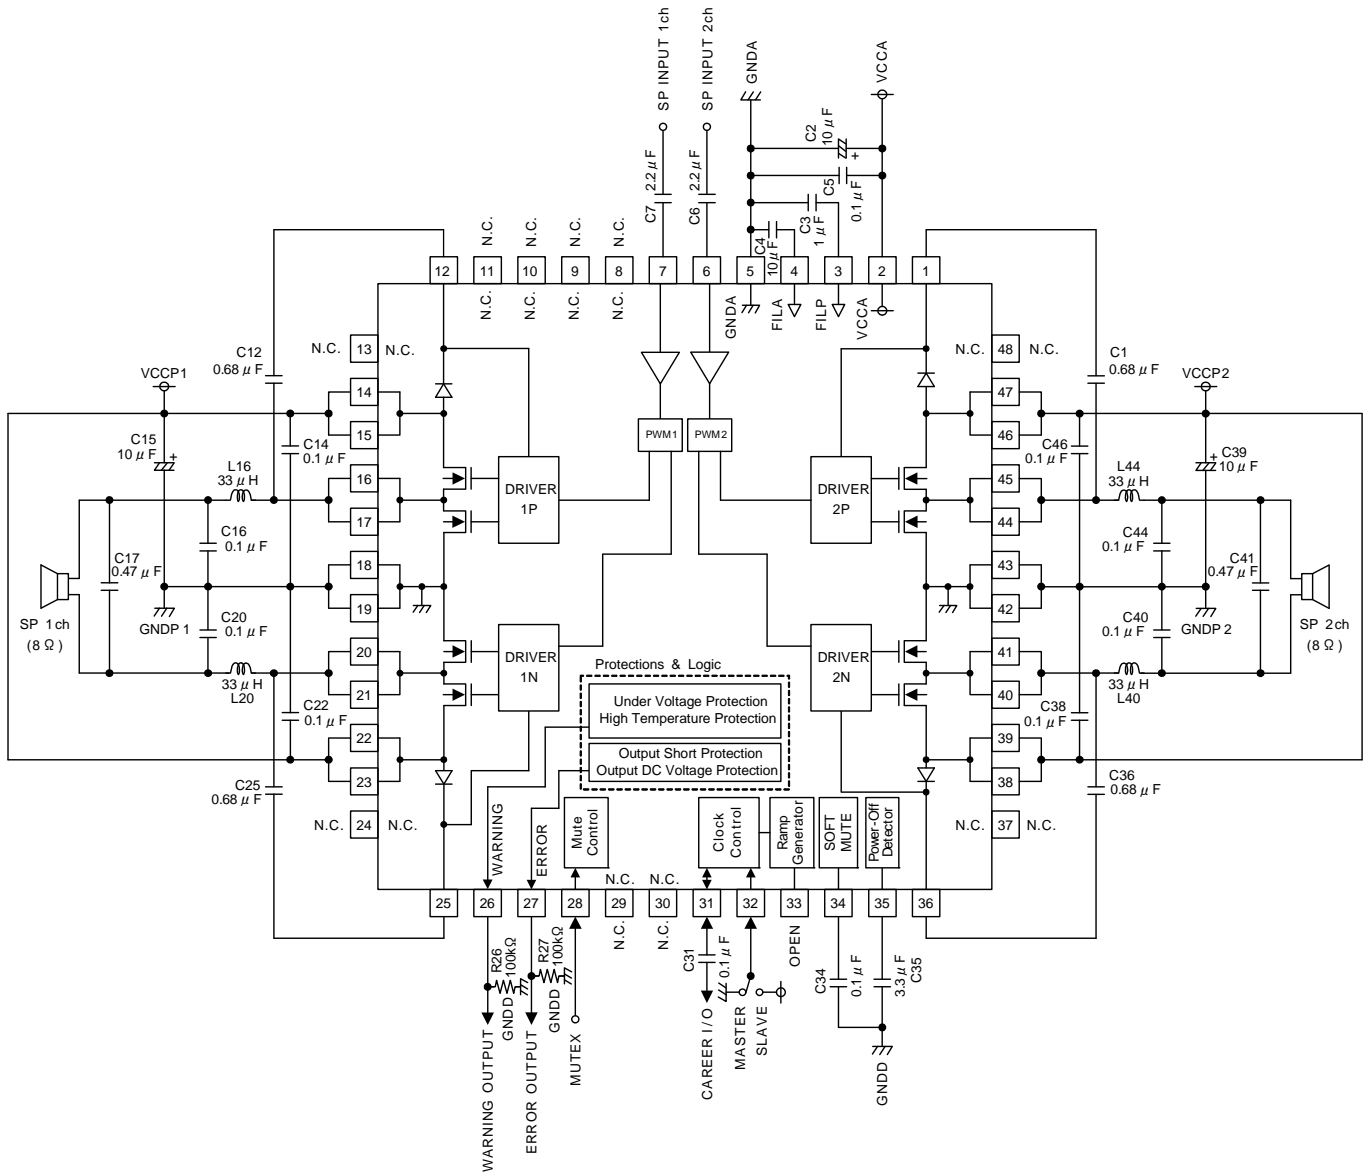 SP INPUT 1ch
SP INPUT 2ch
GNDA
VCCA
2.2 μF
C7
2.2 μF
C6
C2
10 μF
+
C5
0.1 μF
C3
1 μF
C4
10 μF
N.C.
N.C.
N.C.
N.C.
12
11
10
9
8
7
6
5
4
3
2
1
N.C.
N.C.
N.C.
N.C.
GNDA
FILA
FILP
VCCA
C12
0.68 μF
N.C.
13
N.C.
N.C.
48
N.C.
C1
0.68 μF
VCCP1
VCCP2
14
15
47
46
C15
10 μF
+
C14
0.1 μF
PWM1
PWM2
C46
0.1 μF
+
C39
10 μF
L16
33 μH
16
17
DRIVER
1P
DRIVER
2P
45
44
L44
33 μH
C16
0.1 μF
C17
0.47 μF
C44
0.1 μF
C41
0.47 μF
18
19
43
42
SP 1ch
(8Ω)
GNDP 1
C20
0.1 μF
C40
0.1 μF
GNDP 2
SP 2ch
(8Ω)
20
21
DRIVER
1N
DRIVER
2N
41
40
33 μH
L20
33 μH
L40
Protections & Logic
Under Voltage Protection
High Temperature Protection
Output Short Protection
Output DC Voltage Protection
C22
0.1 μF
C38
0.1 μF
22
23
39
38
C25
0.68 μF
C36
0.68 μF
N.C.
24
N.C.
N.C.
37
N.C.
WARNING
ERROR
Mute
Control
Clock
Control
Ramp
Generator
SOFT
MUTE
Power-Off
Detector
N.C.
N.C.
25
26
27
28
29
30
31
32
33
34
35
36
N.C.
N.C.
R26
100kΩ
GNDD
R27
100kΩ
GNDD
C31
0.1 μF
OPEN
C34
0.1 μF
3.3 μF
C35
WARNING OUTPUT
ERROR OUTPUT
MUTEX
CAREER I/O
MASTER
SLAVE
GNDD